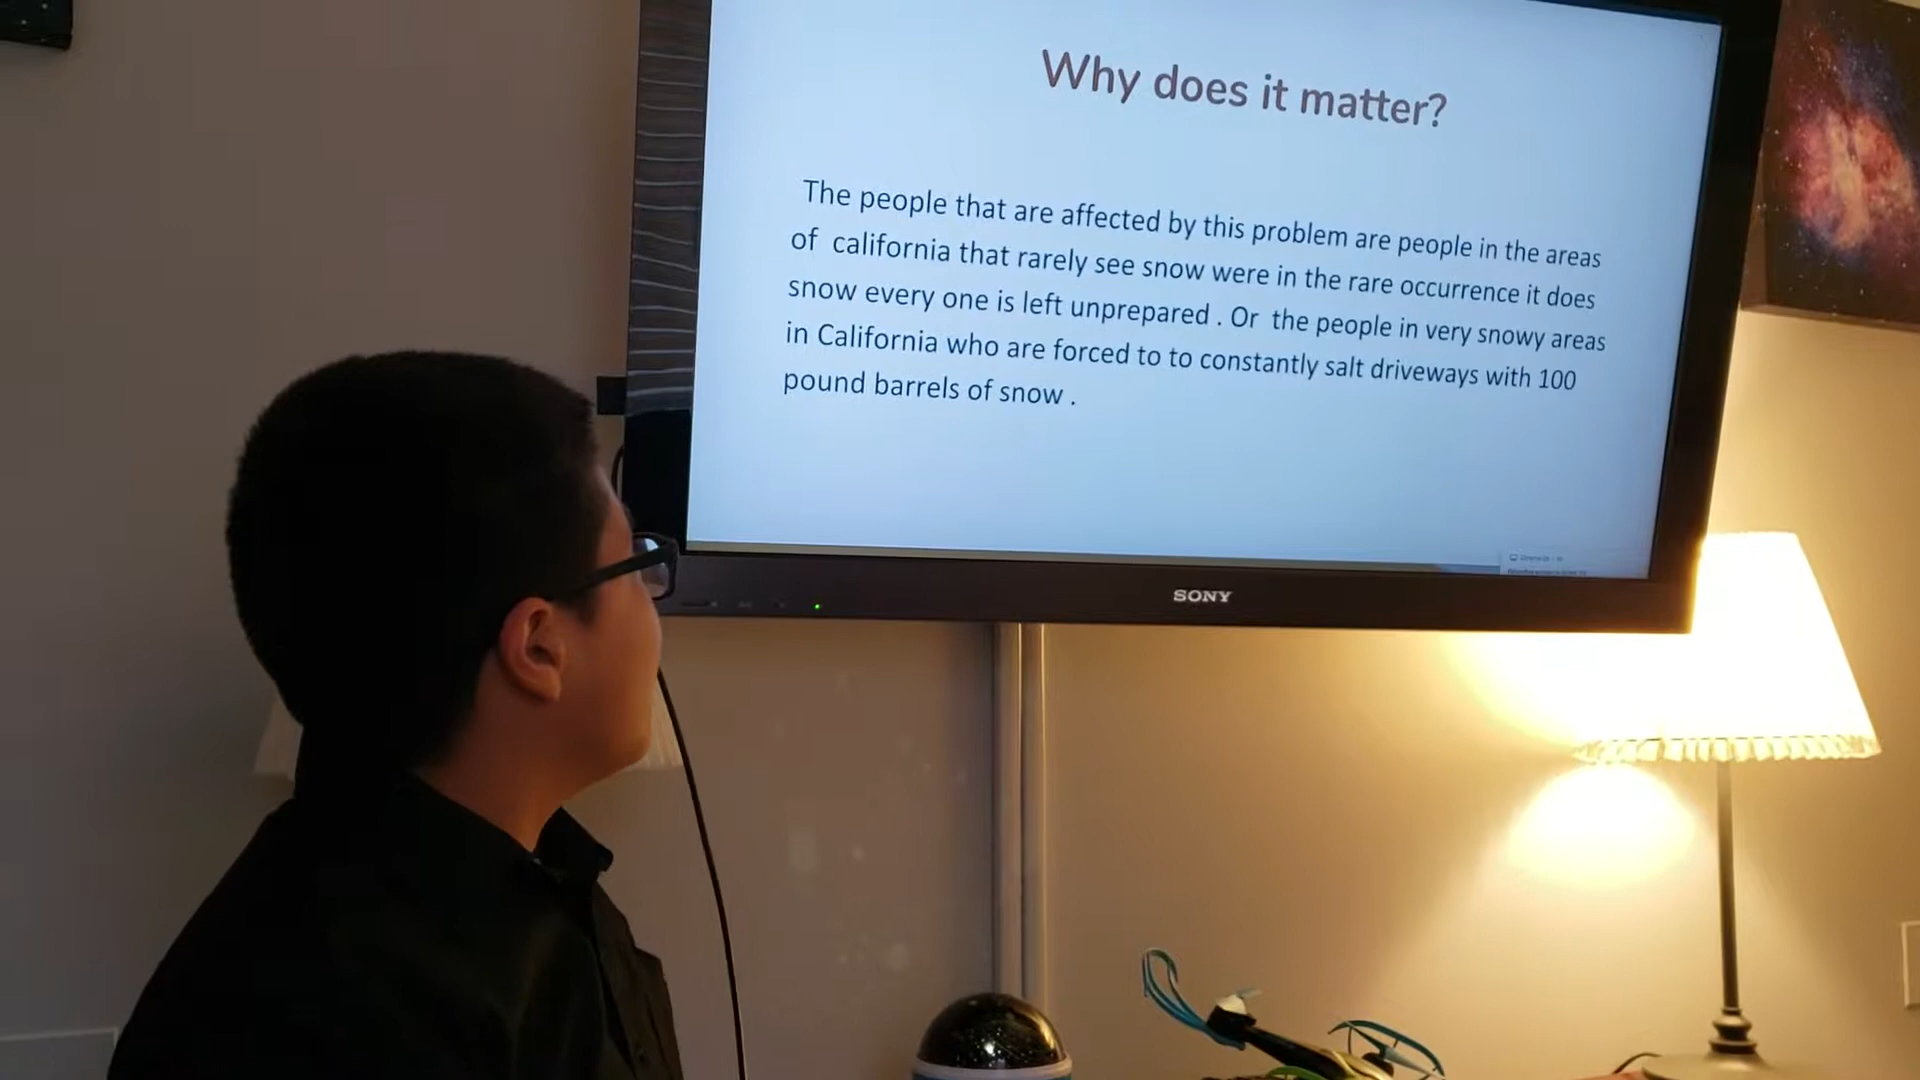 Why does it matter?
The people that are affected by this problem are people in the areas
of california that rarely see snow were in the rare occurrence it does
snow every one is left unprepared . Or the people in very snowy areas
in California who are forced to to constantly salt driveways with 100
pound barrels of snow .
SONY